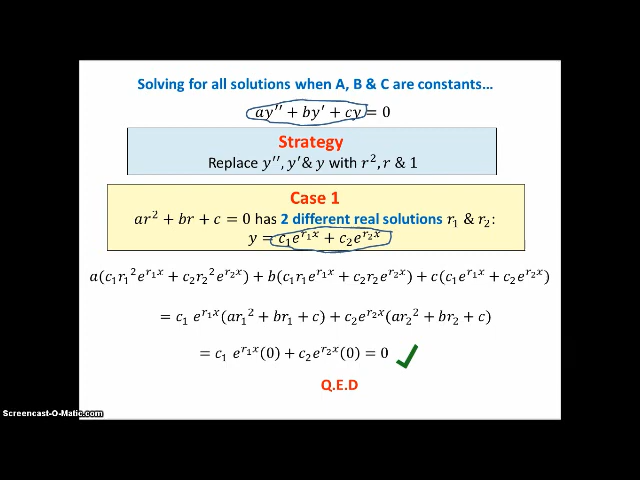 Solving for all solutions when A, B & C are constants…
ay′′ + by′ + cy = 0
Strategy
Replace y′′, y′ & y with r², r & 1
Case 1
ar² + br + c = 0 has 2 different real solutions r₁ & r₂:
y = c₁e^{r₁x} + c₂e^{r₂x}
a(c₁r₁²e^{r₁x} + c₂r₂²e^{r₂x}) + b(c₁r₁e^{r₁x} + c₂r₂e^{r₂x}) + c(c₁e^{r₁x} + c₂e^{r₂x})
= c₁ e^{r₁x}(ar₁² + br₁ + c) + c₂e^{r₂x}(ar₂² + br₂ + c)
= c₁ e^{r₁x}(0) + c₂e^{r₂x}(0) = 0
Q.E.D
Screencast-O-Matic.com